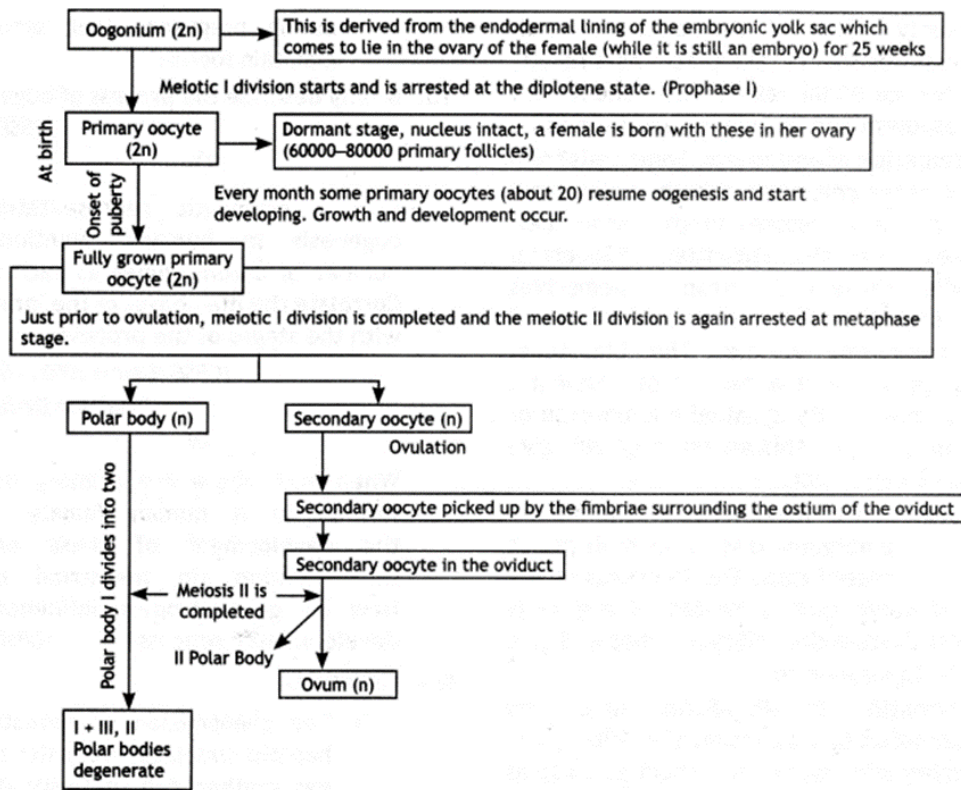 Oogonium (2n)
This is derived from the endodermal lining of the embryonic yolk sac which
comes to lie in the ovary of the female (while it is still an embryo) for 25 weeks
Meiotic I division starts and is arrested at the diplotene state. (Prophase I)
At birth
Primary oocyte
(2n)
Dormant stage, nucleus intact, a female is born with these in her ovary
(60000–80000 primary follicles)
Onset of
puberty
Every month some primary oocytes (about 20) resume oogenesis and start
developing. Growth and development occur.
Fully grown primary
oocyte (2n)
Just prior to ovulation, meiotic I division is completed and the meiotic II division is again arrested at metaphase
stage.
Polar body (n)
Secondary oocyte (n)
Ovulation
Secondary oocyte picked up by the fimbriae surrounding the ostium of the oviduct
Secondary oocyte in the oviduct
Polar body I divides into two
Meiosis II is
completed
II Polar Body
Ovum (n)
I + III, II
Polar bodies
degenerate